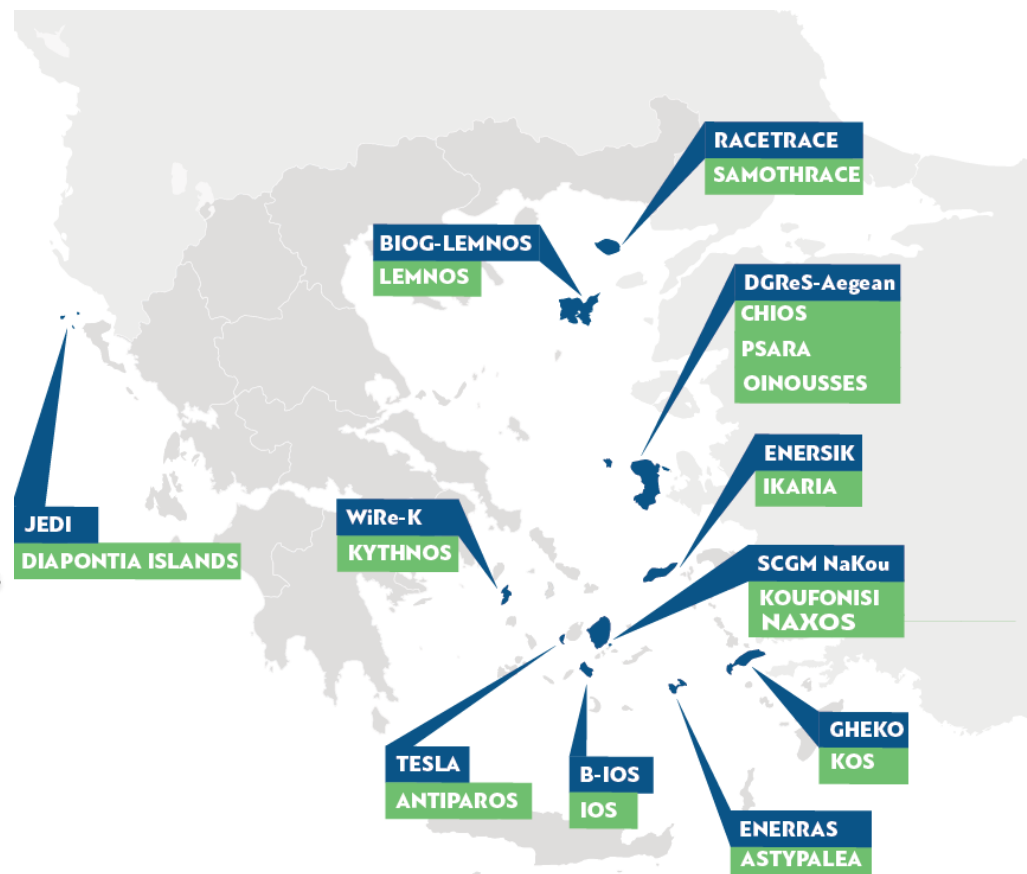 RACETRACE
SAMOTHRACE
BIOG-LEMNOS
LEMNOS
DGReS-Aegean
CHIOS
PSARA
OINOUSSES
ENERSIK
IKARIA
JEDI
DIAPONTIA ISLANDS
WiRe-K
KYTHNOS
SCGM NaKou
KOUFONISI
NAXOS
GHEKO
KOS
TESLA
ANTIPAROS
B-IOS
IOS
ENERRAS
ASTYPALEA